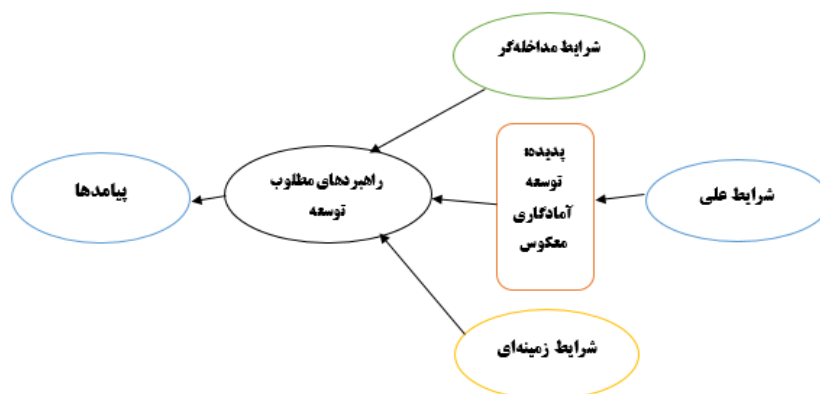 شرایط مداخله‌گر
پدیده:
توسعه
آمادگاری
معکوس
شرایط علی
راهبردهای مطلوب
توسعه
پیامدها
شرایط زمینه‌ای